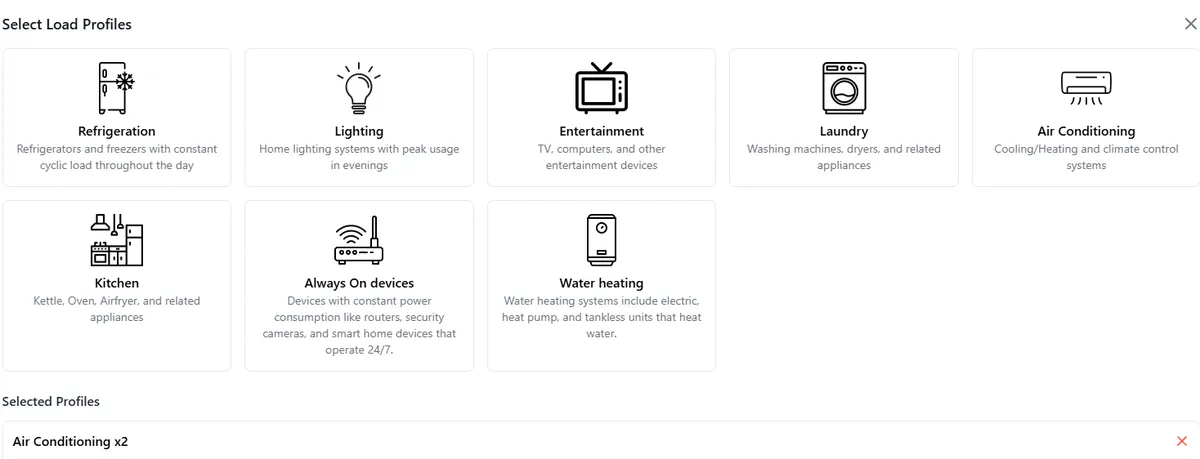 Select Load Profiles
Refrigeration
Refrigerators and freezers with constant
cyclic load throughout the day
Lighting
Home lighting systems with peak usage
in evenings
Entertainment
TV, computers, and other
entertainment devices
Laundry
Washing machines, dryers, and related
appliances
Air Conditioning
Cooling/Heating and climate control
systems
Kitchen
Kettle, Oven, Airfryer, and related
appliances
Always On devices
Devices with constant power
consumption like routers, security
cameras, and smart home devices that
operate 24/7.
Water heating
Water heating systems include electric,
heat pump, and tankless units that heat
water.
Selected Profiles
Air Conditioning x2